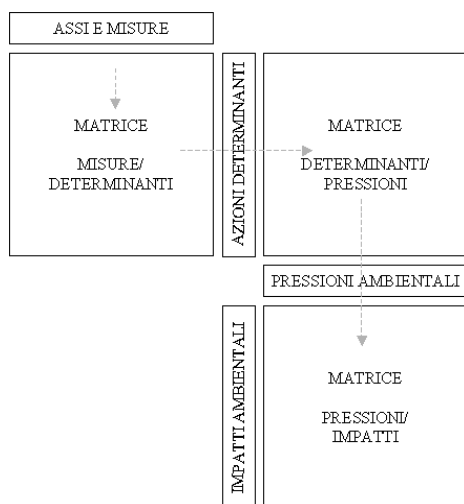 ASSI E MISURE
MATRICE
MISURE/
DETERMINANTI
AZIONI DETERMINANTI
MATRICE
DETERMINANTI/
PRESSIONI
PRESSIONI AMBIENTALI
IMPATTI AMBIENTALI
MATRICE
PRESSIONI/
IMPATTI